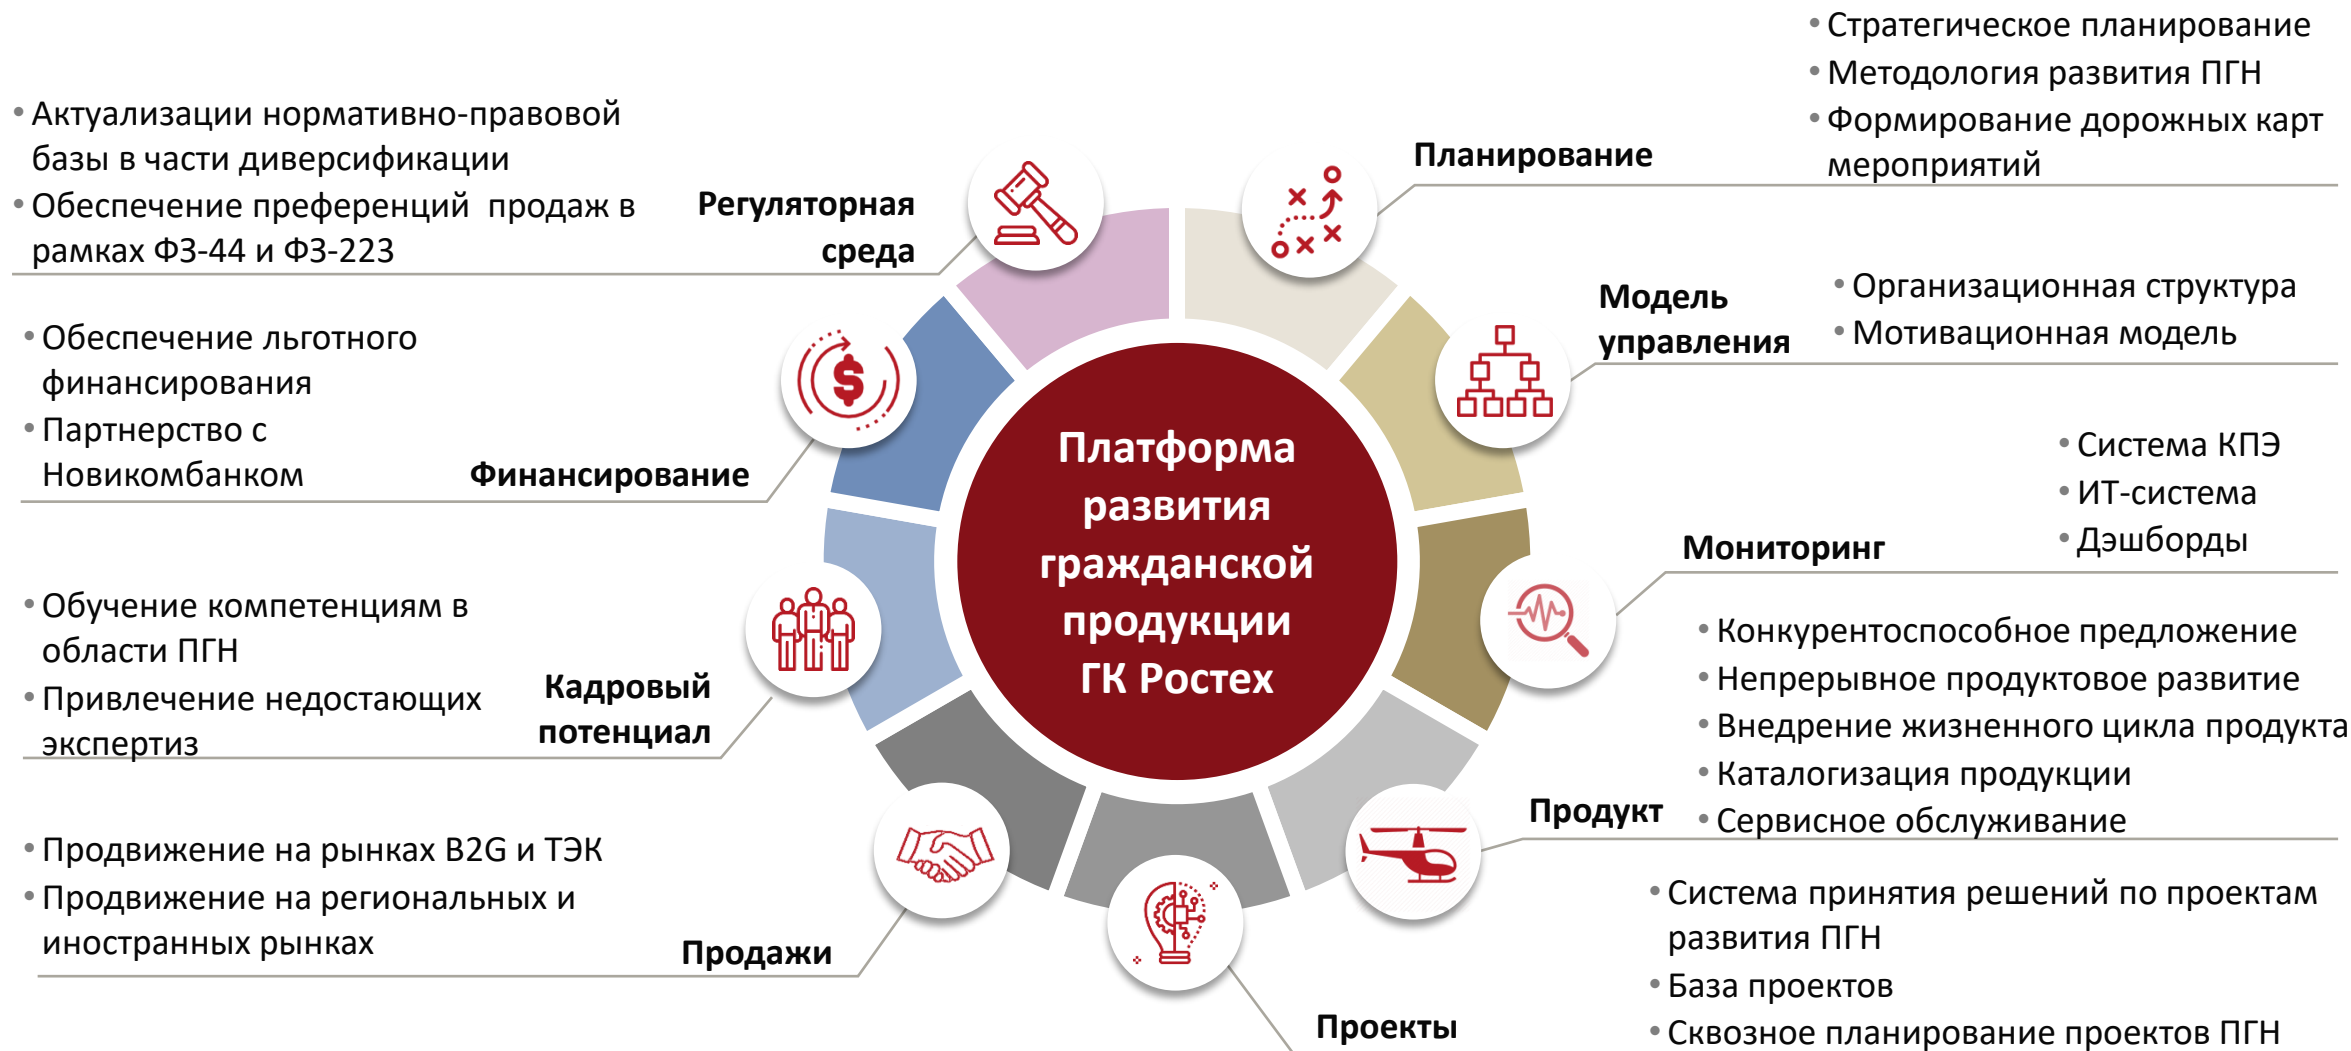 Стратегическое планирование
Методология развития ПГН
Формирование дорожных карт
мероприятий
Планирование
Актуализации нормативно-правовой
базы в части диверсификации
Обеспечение преференций продаж в
рамках ФЗ-44 и ФЗ-223
Регуляторная
среда
Модель
управления
Организационная структура
Мотивационная модель
Обеспечение льготного
финансирования
Партнерство с
Новикомбанком
Финансирование
Платформа
развития
гражданской
продукции
ГК Ростех
Система КПЭ
ИТ-система
Дэшборды
Мониторинг
Обучение компетенциям в
области ПГН
Привлечение недостающих
экспертиз
Кадровый
потенциал
Конкурентоспособное предложение
Непрерывное продуктовое развитие
Внедрение жизненного цикла продукта
Каталогизация продукции
Сервисное обслуживание
Продукт
Продвижение на рынках B2G и ТЭК
Продвижение на региональных и
иностранных рынках
Продажи
Система принятия решений по проектам
развития ПГН
База проектов
Сквозное планирование проектов ПГН
Проекты